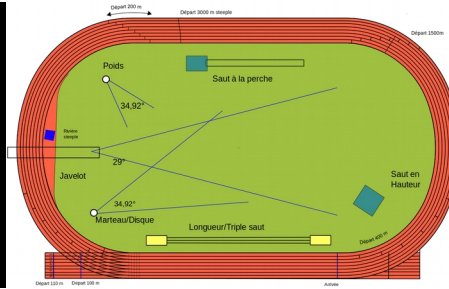 Départ 200 m
Départ 3000 m steeple
Départ 1500m
Poids
Saut à la perche
34,92°
Rivière
steeple
29°
Javelot
Saut en
Hauteur
34,92°
Marteau/Disque
Longueur/Triple saut
Départ 400 m
Départ 110 m
Départ 100 m
Arrivée